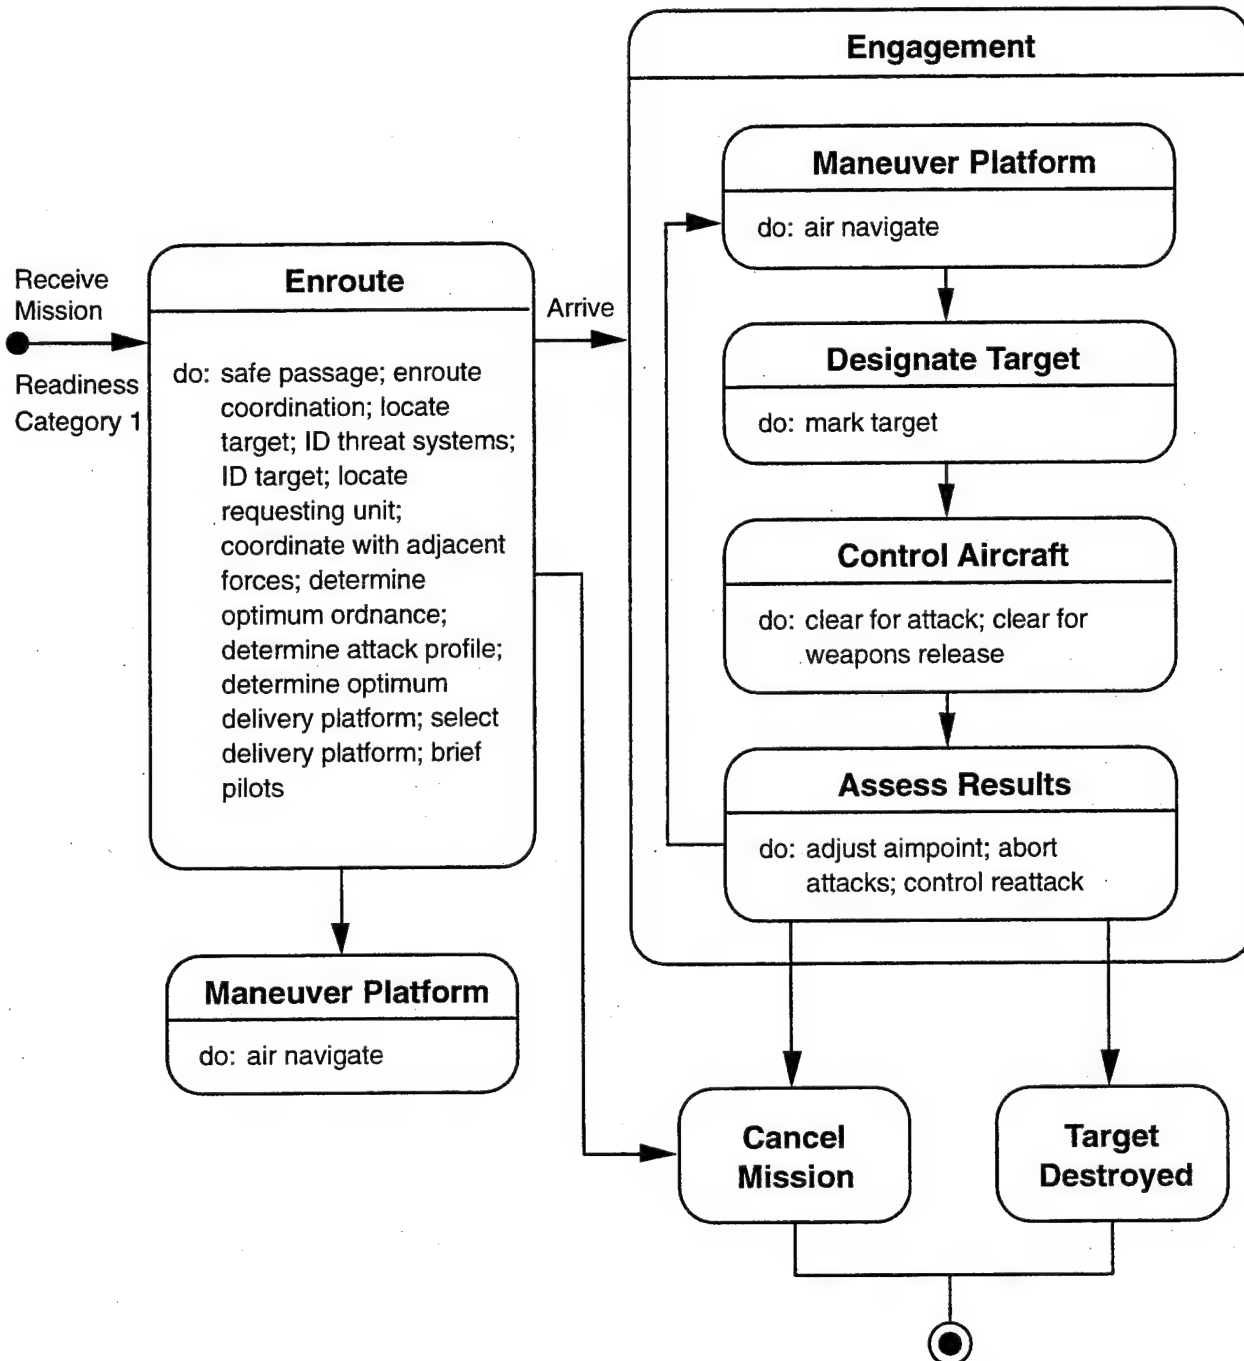 Engagement
Maneuver Platform
do: air navigate
Receive
Mission
Readiness
Category 1
Enroute
do: safe passage; enroute
coordination; locate
target; ID threat systems;
ID target; locate
requesting unit;
coordinate with adjacent
forces; determine
optimum ordnance;
determine attack profile;
determine optimum
delivery platform; select
delivery platform; brief
pilots
Arrive
Designate Target
do: mark target
Control Aircraft
do: clear for attack; clear for
weapons release
Assess Results
do: adjust aimpoint; abort
attacks; control reattack
Maneuver Platform
do: air navigate
Cancel
Mission
Target
Destroyed